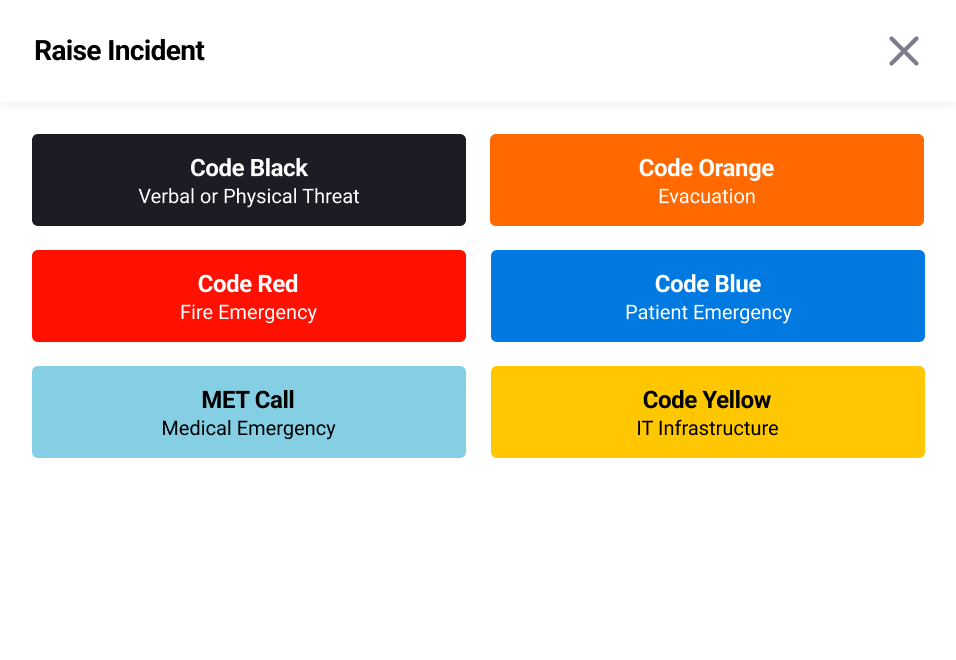 Raise Incident
Code Black
Verbal or Physical Threat
Code Orange
Evacuation
Code Red
Fire Emergency
Code Blue
Patient Emergency
MET Call
Medical Emergency
Code Yellow
IT Infrastructure